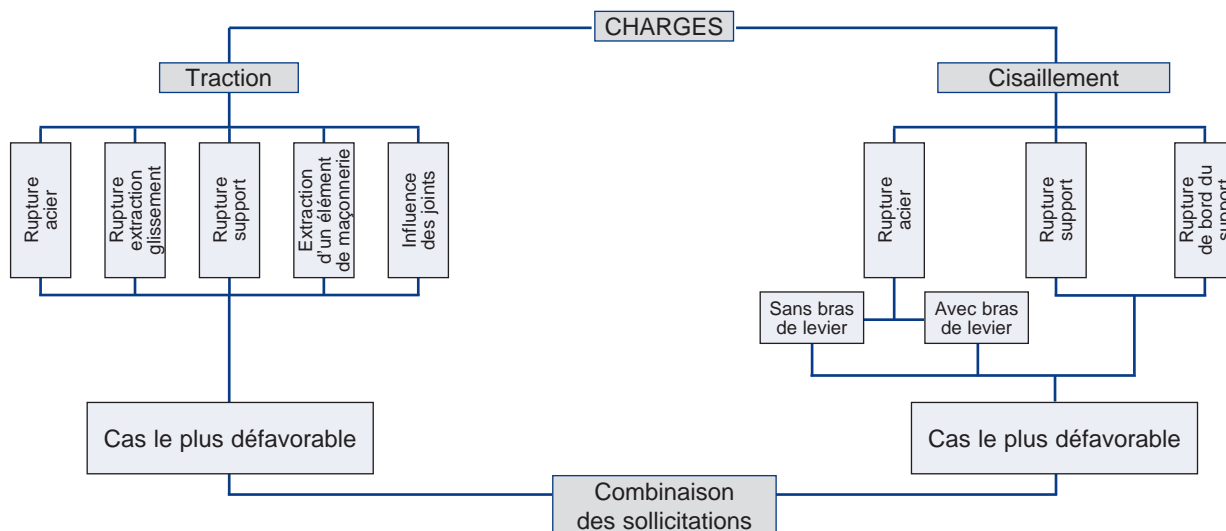 CHARGES
Traction
Cisaillement
Rupture
acier
Rupture
extraction
glissement
Rupture
support
Extraction
d'un élément
de maçonnerie
Influence
des joints
Rupture
acier
Rupture
support
Rupture
de bord du
support
Sans bras
de levier
Avec bras
de levier
Cas le plus défavorable
Cas le plus défavorable
Combinaison
des sollicitations